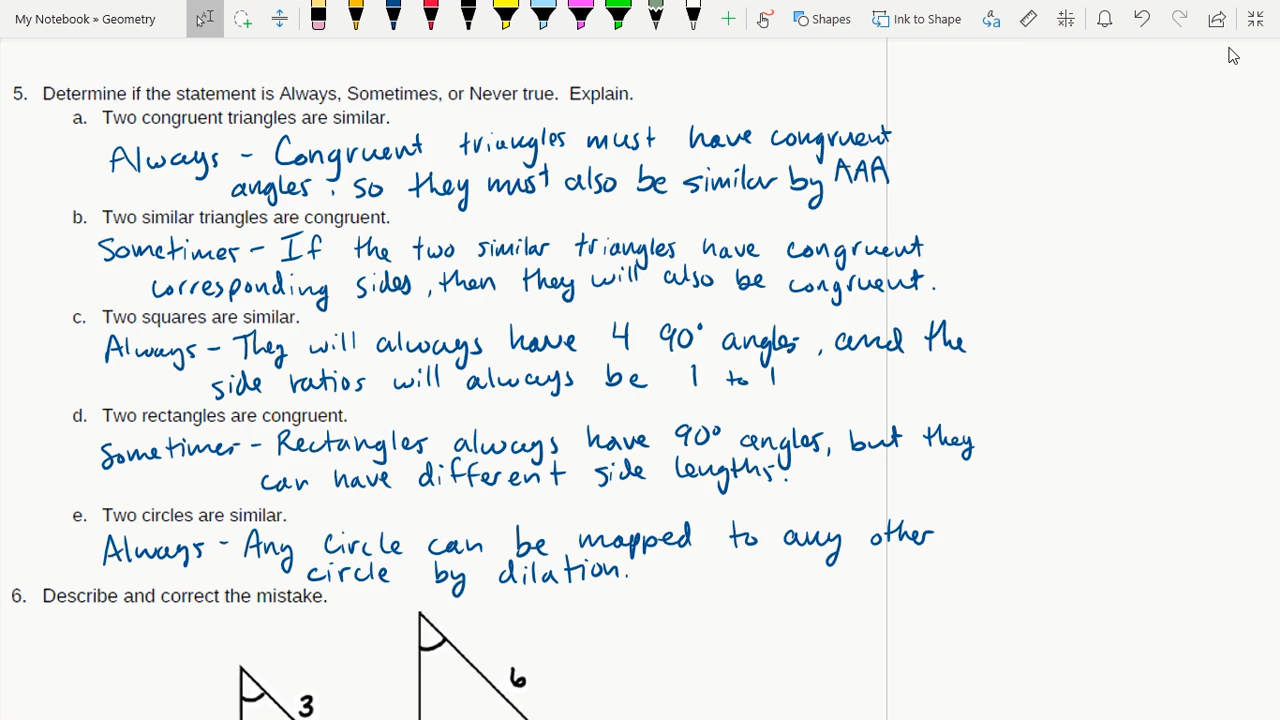 My Notebook » Geometry
Shapes
Ink to Shape
5. Determine if the statement is Always, Sometimes, or Never true. Explain.
a. Two congruent triangles are similar.
Always - Congruent triangles must have congruent
angles, so they must also be similar by AAA
b. Two similar triangles are congruent.
Sometimes - If the two similar triangles have congruent
corresponding sides, then they will also be congruent.
c. Two squares are similar.
Always - They will always have 4 90° angles, and the
side ratios will always be 1 to 1
d. Two rectangles are congruent.
Sometimes - Rectangles always have 90° angles, but they
can have different side lengths.
e. Two circles are similar.
Always - Any circle can be mapped to any other
circle by dilation.
6. Describe and correct the mistake.
6
3